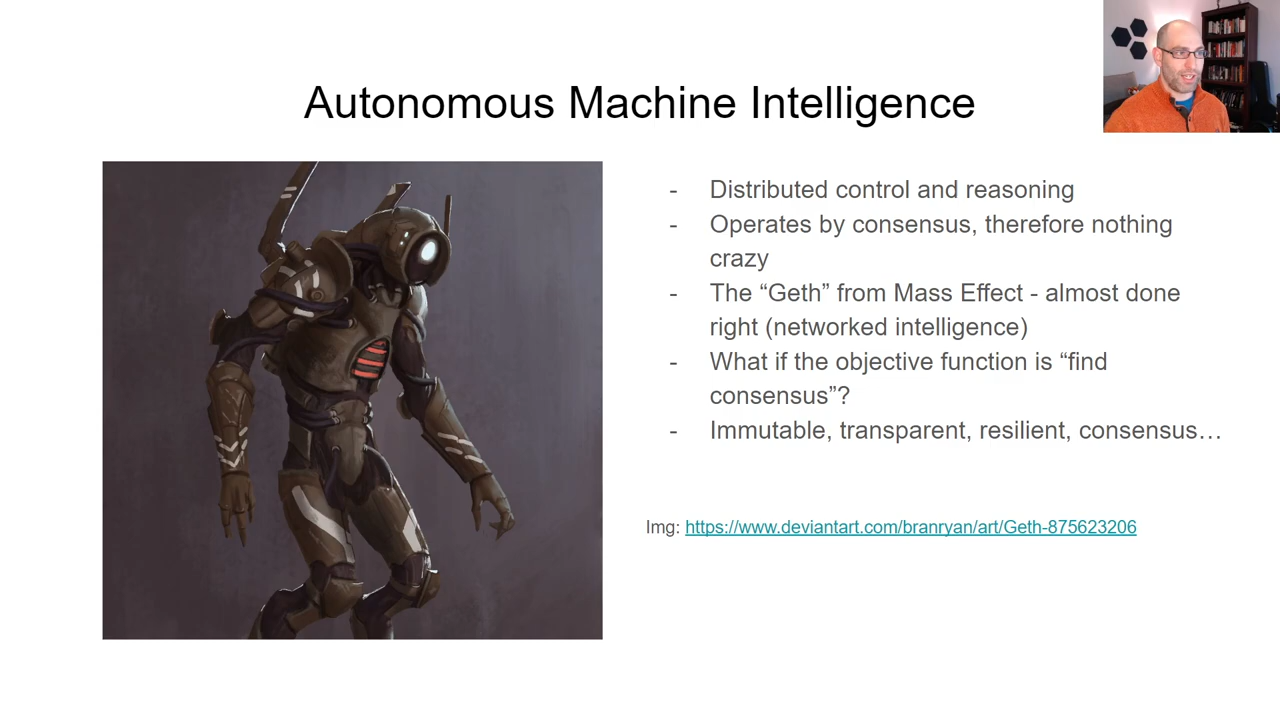 Autonomous Machine Intelligence
- Distributed control and reasoning
- Operates by consensus, therefore nothing
crazy
- The “Geth” from Mass Effect - almost done
right (networked intelligence)
- What if the objective function is “find
consensus”?
- Immutable, transparent, resilient, consensus…
Img: https://www.deviantart.com/branryan/art/Geth-875623206